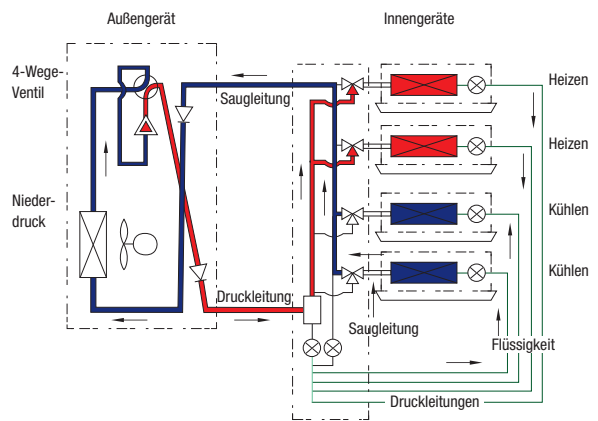 Außengerät
Innengeräte
4-Wege-
Ventil
Saugleitung
Heizen
Heizen
Nieder-
druck
Kühlen
Kühlen
Druckleitung
Saugleitung
Flüssigkeit
Druckleitungen